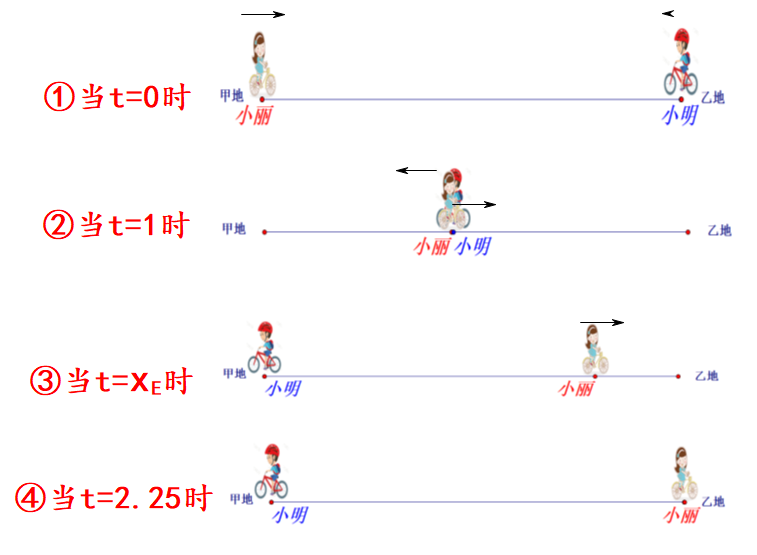 ①当t=0时
甲地
乙地
小丽
小明
②当t=1时
甲地
乙地
小丽 小明
③当t=xE时
甲地
乙地
小明
小丽
④当t=2.25时
甲地
乙地
小明
小丽